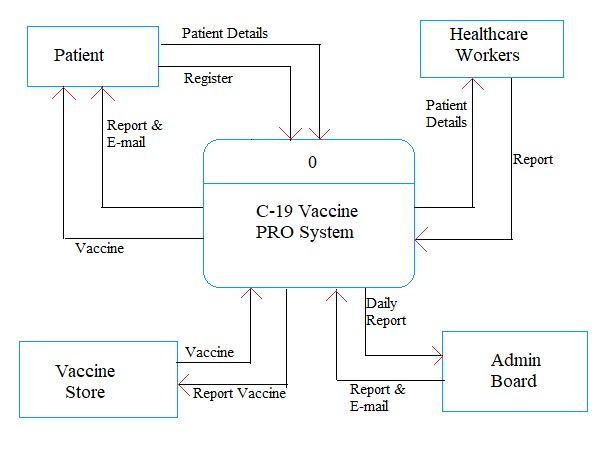 Patient
Patient Details
Register
Healthcare
Workers
Report &
E-mail
Patient
Details
Report
0
C-19 Vaccine
PRO System
Vaccine
Daily
Report
Vaccine
Store
Vaccine
Report Vaccine
Report &
E-mail
Admin
Board